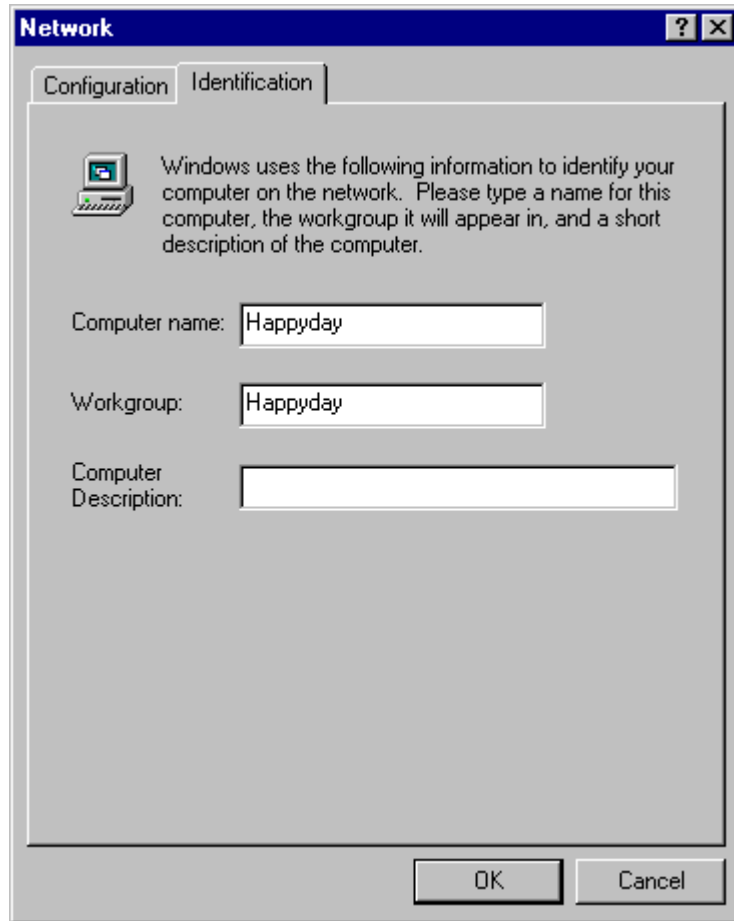 Network
Configuration Identification
Windows uses the following information to identify your
computer on the network.  Please type a name for this
computer, the workgroup it will appear in, and a short
description of the computer.
Computer name: Happyday
Workgroup: Happyday
Computer
Description:
OK Cancel